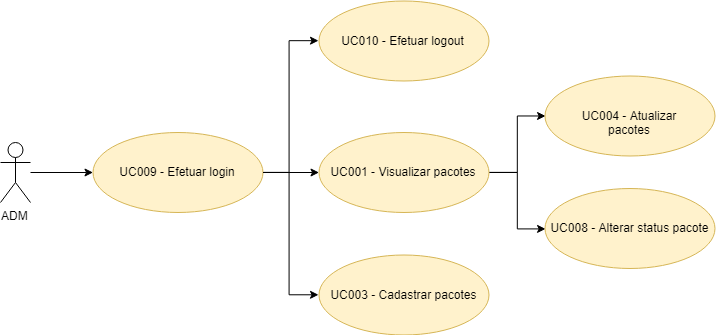 UC010 - Efetuar logout
UC004 - Atualizar
pacotes
UC009 - Efetuar login
UC001 - Visualizar pacotes
ADM
UC008 - Alterar status pacote
UC003 - Cadastrar pacotes